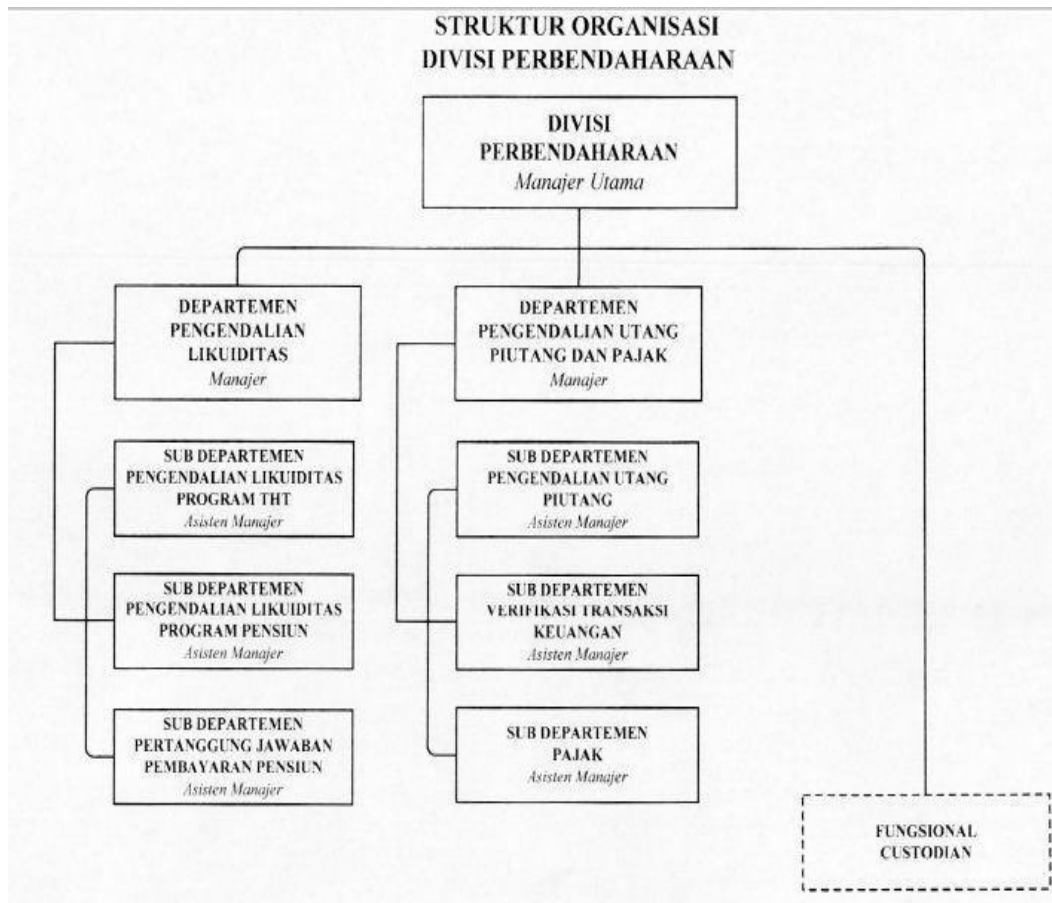 STRUKTUR ORGANISASI
DIVISI PERBENDAHARAAN
DIVISI
PERBENDAHARAAN
Manajer Utama
DEPARTEMEN
PENGENDALIAN
LIKUIDITAS
Manajer
DEPARTEMEN
PENGENDALIAN UTANG
PIUTANG DAN PAJAK
Manajer
SUB DEPARTEMEN
PENGENDALIAN LIKUIDITAS
PROGRAM THT
Asisten Manajer
SUB DEPARTEMEN
PENGENDALIAN UTANG
PIUTANG
Asisten Manajer
SUB DEPARTEMEN
PENGENDALIAN LIKUIDITAS
PROGRAM PENSIUN
Asisten Manajer
SUB DEPARTEMEN
VERIFIKASI TRANSAKSI
KEUANGAN
Asisten Manajer
SUB DEPARTEMEN
PERTANGGUNG JAWABAN
PEMBAYARAN PENSIUN
Asisten Manajer
SUB DEPARTEMEN
PAJAK
Asisten Manajer
FUNGSIONAL
CUSTODIAN